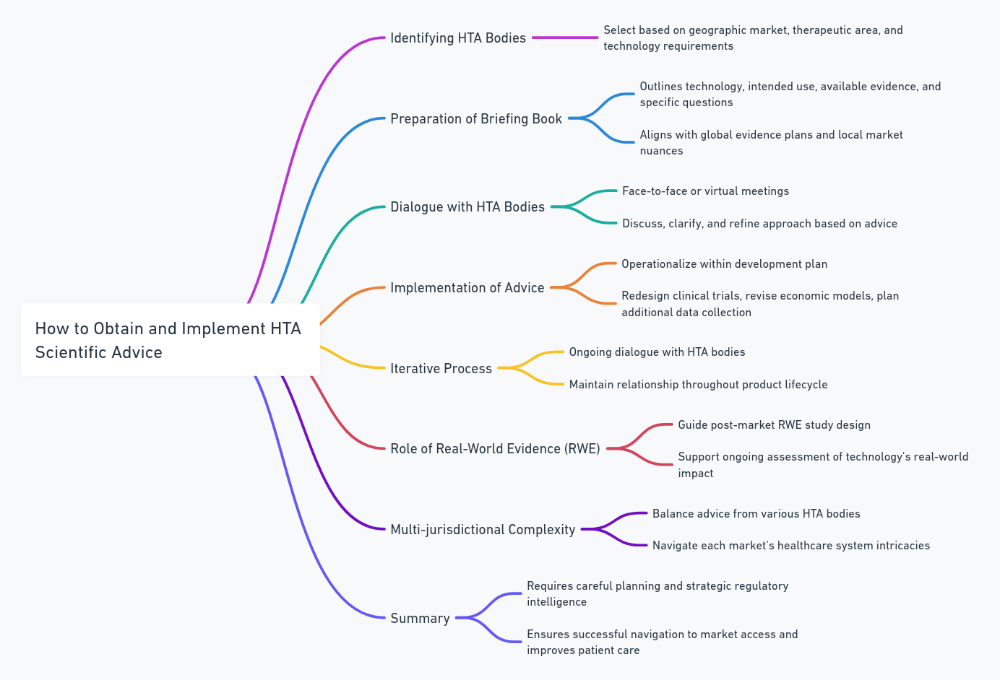 Identifying HTA Bodies
Select based on geographic market, therapeutic area, and
technology requirements
Preparation of Briefing Book
Outlines technology, intended use, available evidence, and
specific questions
Aligns with global evidence plans and local market
nuances
Dialogue with HTA Bodies
Face-to-face or virtual meetings
Discuss, clarify, and refine approach based on advice
Implementation of Advice
Operationalize within development plan
Redesign clinical trials, revise economic models, plan
additional data collection
How to Obtain and Implement HTA
Scientific Advice
Iterative Process
Ongoing dialogue with HTA bodies
Maintain relationship throughout product lifecycle
Role of Real-World Evidence (RWE)
Guide post-market RWE study design
Support ongoing assessment of technology's real-world
impact
Multi-jurisdictional Complexity
Balance advice from various HTA bodies
Navigate each market's healthcare system intricacies
Summary
Requires careful planning and strategic regulatory
intelligence
Ensures successful navigation to market access and
improves patient care